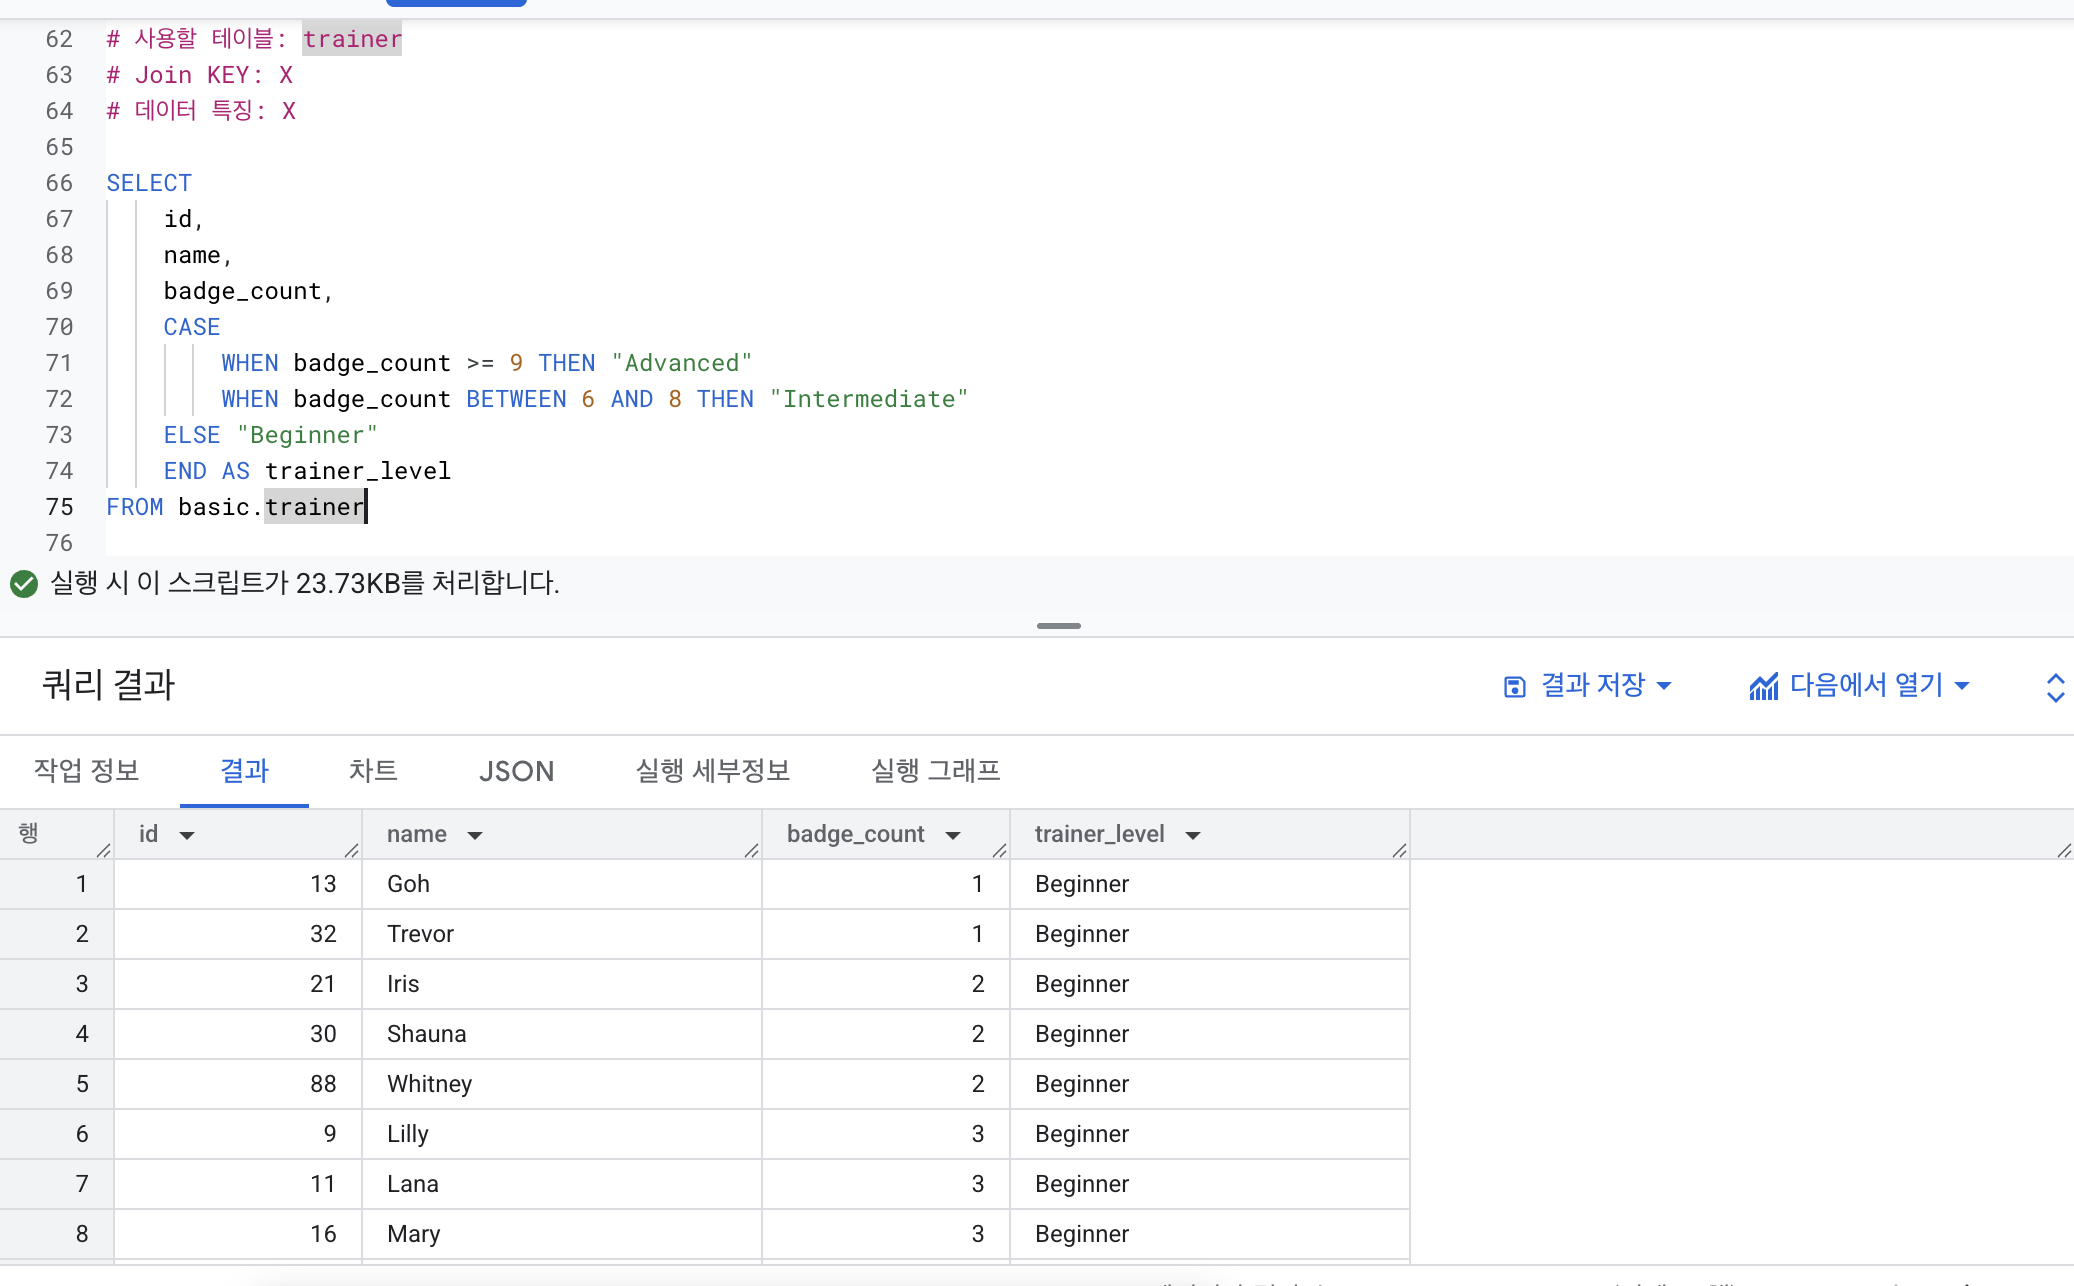 62 # 사용할 테이블: trainer
63 # Join KEY: X
64 # 데이터 특징: X
65
66 SELECT
67 id,
68 name,
69 badge_count,
70 CASE
71 WHEN badge_count >= 9 THEN "Advanced"
72 WHEN badge_count BETWEEN 6 AND 8 THEN "Intermediate"
73 ELSE "Beginner"
74 END AS trainer_level
75 FROM basic.trainer
76
실행 시 이 스크립트가 23.73KB를 처리합니다.
쿼리 결과 결과 저장 다음에서 열기
작업 정보 결과 차트 JSON 실행 세부정보 실행 그래프
행 id name badge_count trainer_level
1 13 Goh 1 Beginner
2 32 Trevor 1 Beginner
3 21 Iris 2 Beginner
4 30 Shauna 2 Beginner
5 88 Whitney 2 Beginner
6 9 Lilly 3 Beginner
7 11 Lana 3 Beginner
8 16 Mary 3 Beginner